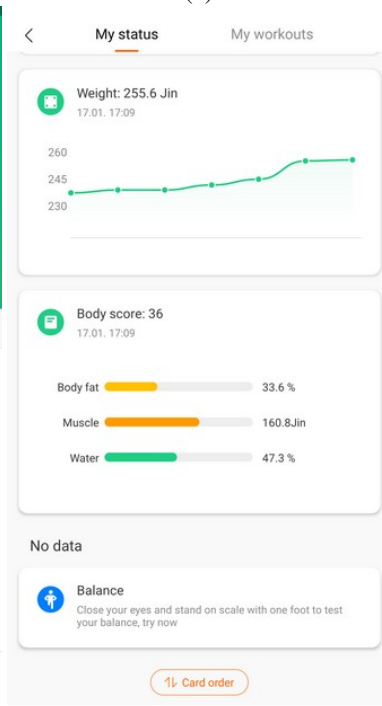 My status
My workouts
Weight: 255.6 Jin
17.01. 17:09
260
245
230
Body score: 36
17.01. 17:09
Body fat 33.6 %
Muscle 160.8Jin
Water 47.3 %
No data
Balance
Close your eyes and stand on scale with one foot to test
your balance, try now
Card order